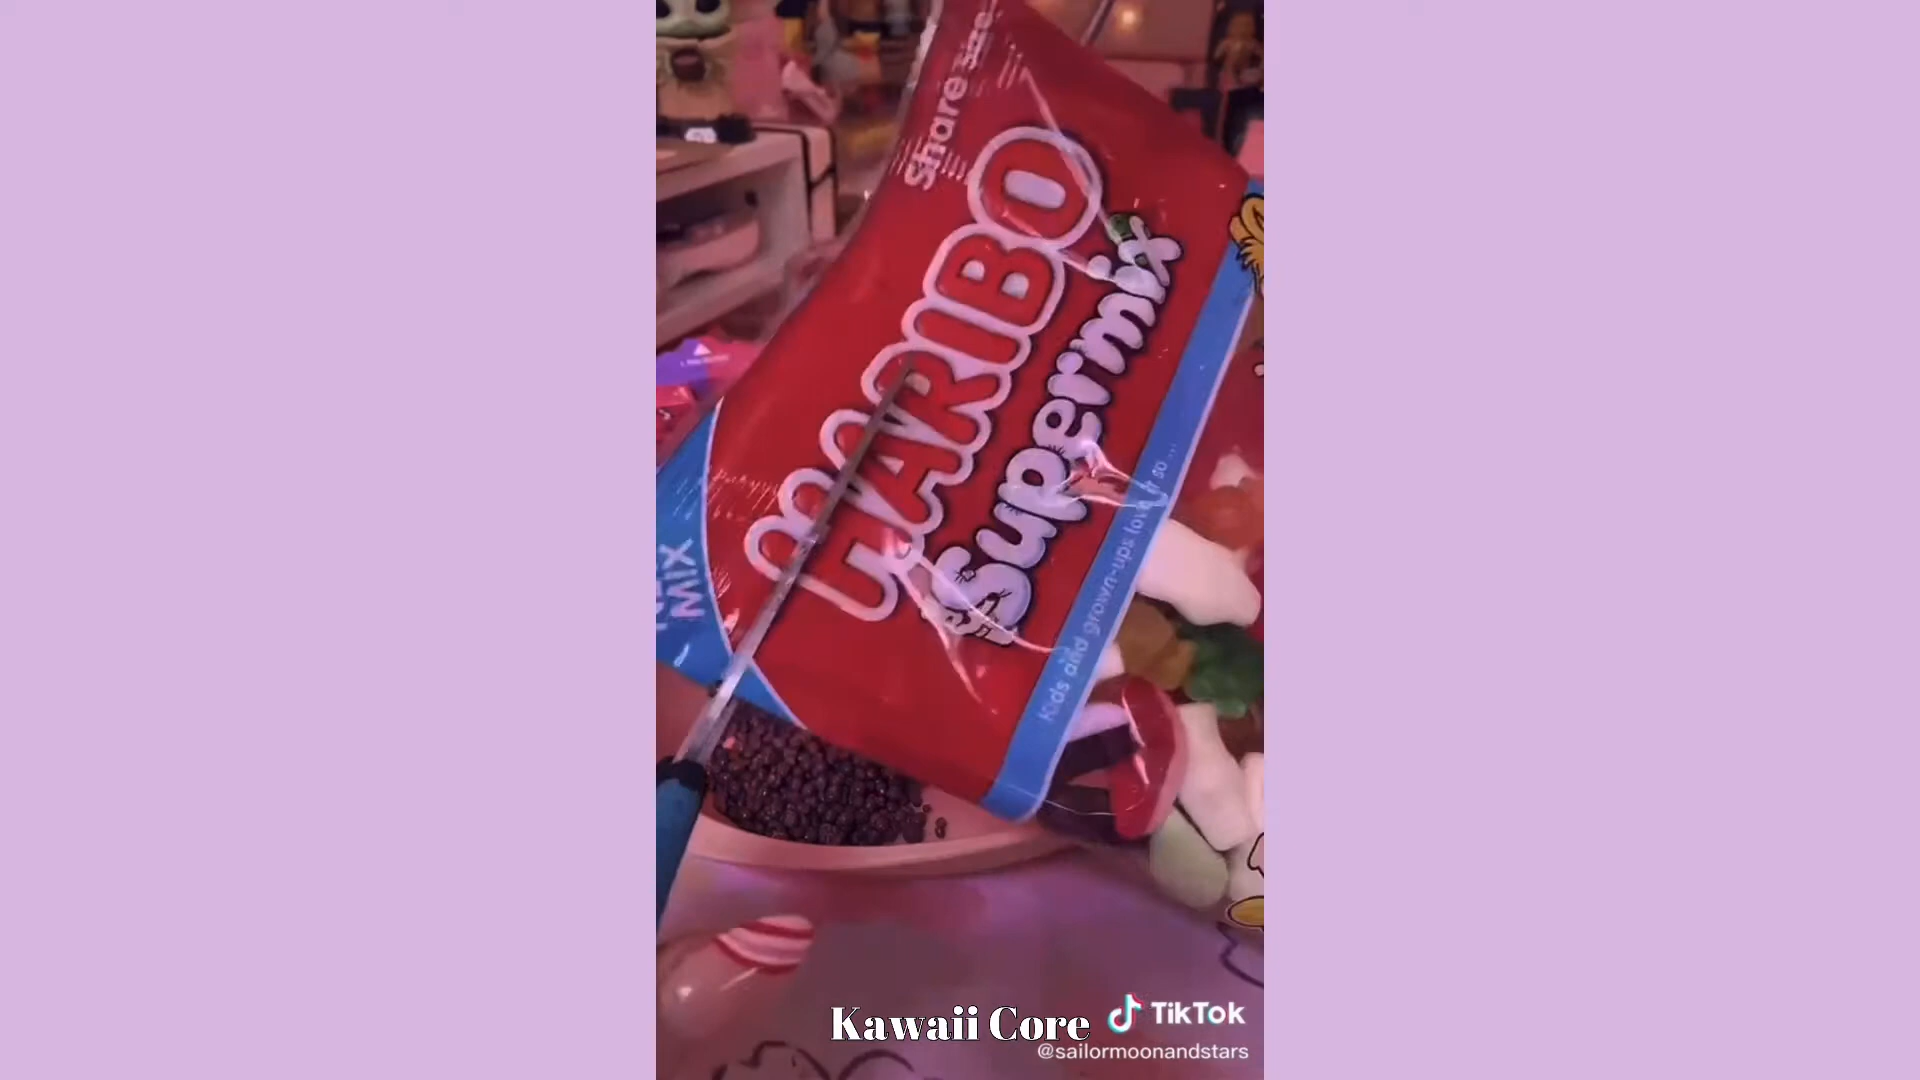 Share size
HARIBO
Supermix
Kids and grown-ups love it so ...
MIX
Kawaii Core
TikTok
@sailormoonandstars